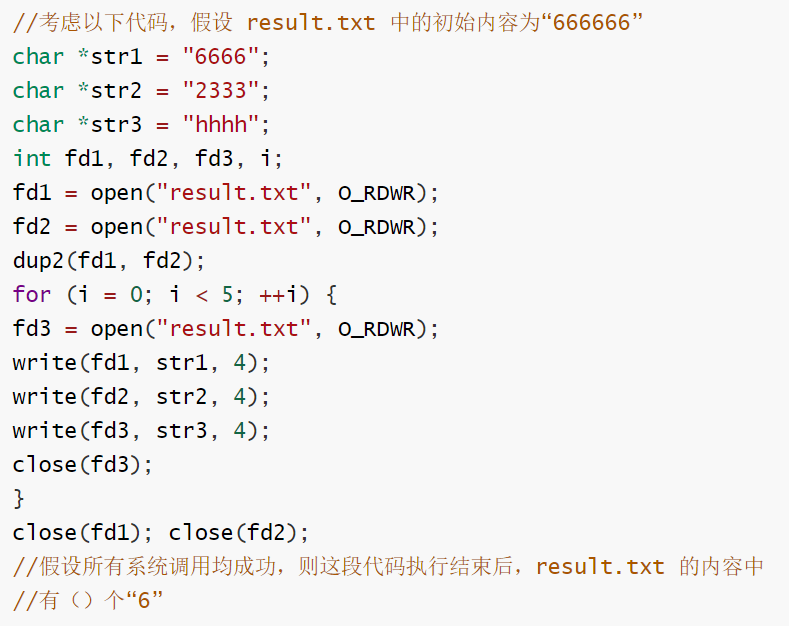 //考虑以下代码，假设 result.txt 中的初始内容为“666666”
char *str1 = "6666";
char *str2 = "2333";
char *str3 = "hhhh";
int fd1, fd2, fd3, i;
fd1 = open("result.txt", O_RDWR);
fd2 = open("result.txt", O_RDWR);
dup2(fd1, fd2);
for (i = 0; i < 5; ++i) {
fd3 = open("result.txt", O_RDWR);
write(fd1, str1, 4);
write(fd2, str2, 4);
write(fd3, str3, 4);
close(fd3);
}
close(fd1); close(fd2);
//假设所有系统调用均成功，则这段代码执行结束后，result.txt 的内容中
//有（）个“6”